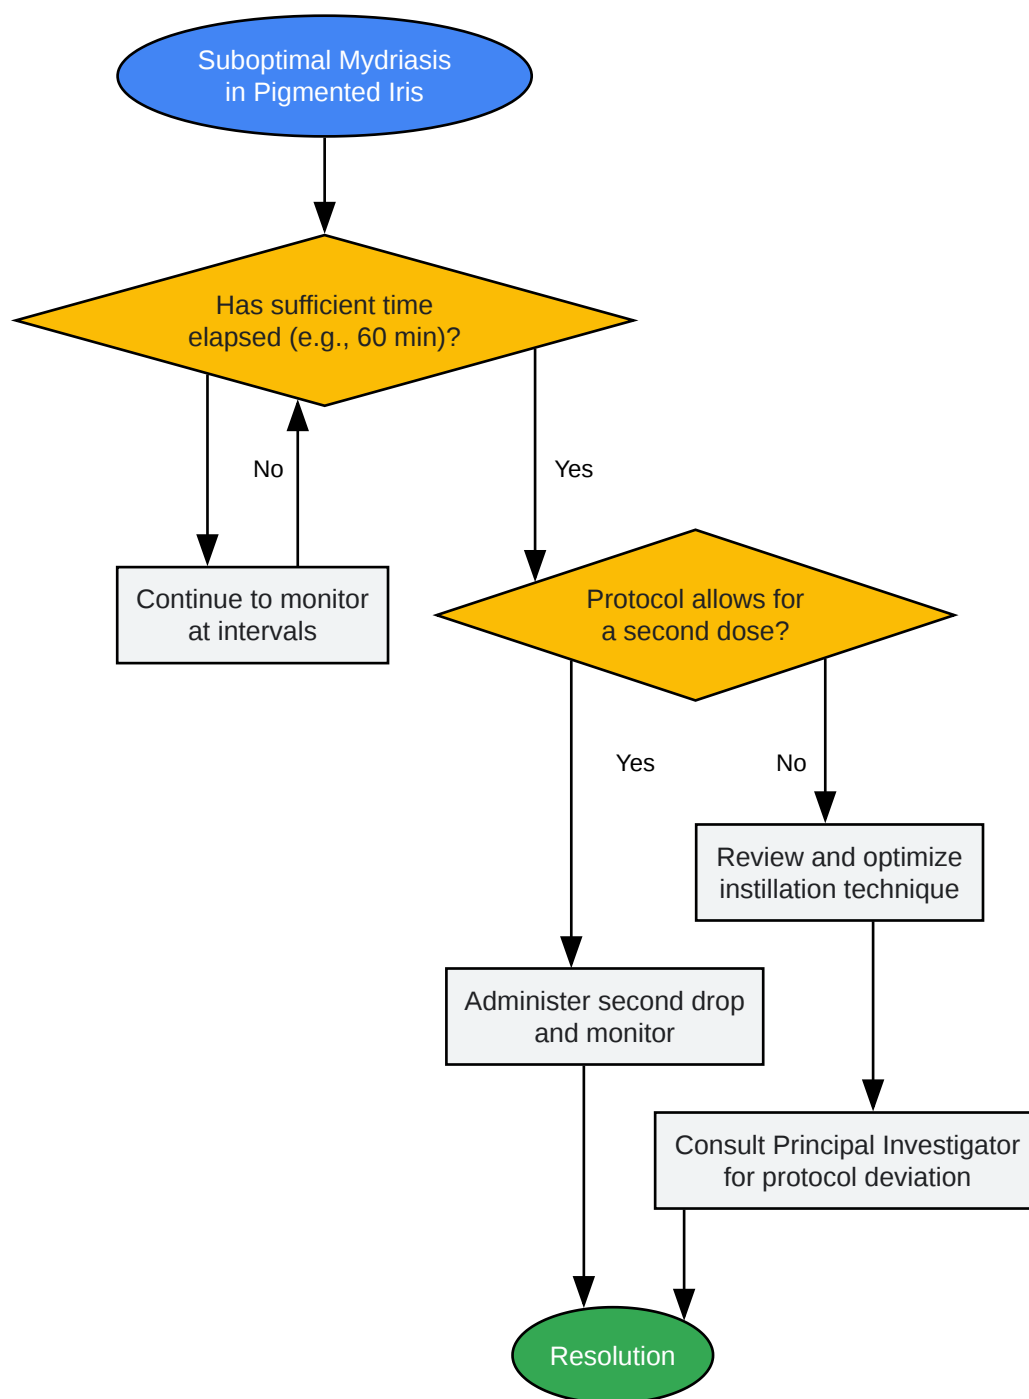 Suboptimal Mydriasis
in Pigmented Iris
Has sufficient time
elapsed (e.g., 60 min)?
No
Yes
Continue to monitor
at intervals
Protocol allows for
a second dose?
Yes
No
Review and optimize
instillation technique
Administer second drop
and monitor
Consult Principal Investigator
for protocol deviation
Resolution